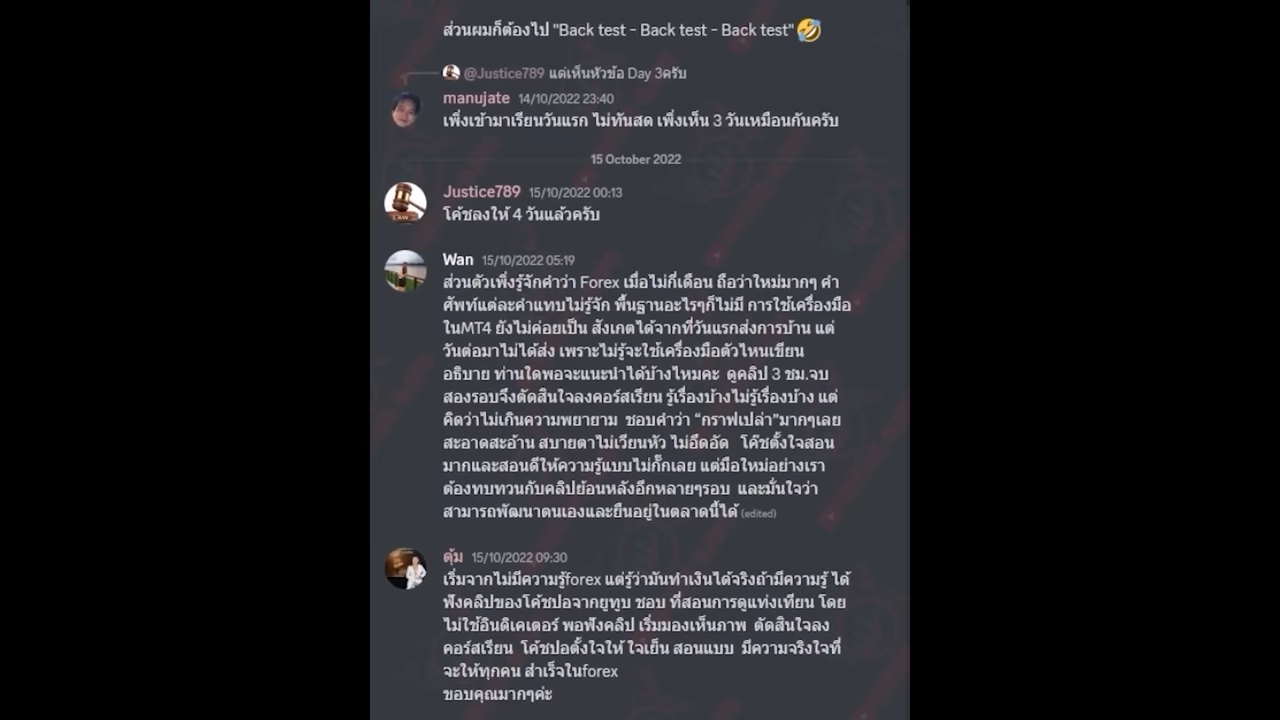 ส่วนผมก็ต้องไป "Back test - Back test - Back test" 🤣
@Justice789 แต่เห็นหัวข้อ Day 3ครับ
manujate 14/10/2022 23:40
เพิ่งเข้ามาเรียนวันแรก ไม่ทันสด เพิ่งเห็น 3 วันเหมือนกันครับ
15 October 2022
Justice789 15/10/2022 00:13
โค้ชลงให้ 4 วันแล้วครับ
Wan 15/10/2022 05:19
ส่วนตัวเพิ่งรู้จักคำว่า Forex เมื่อไม่กี่เดือน ถือว่าใหม่มากๆ คำ
ศัพท์แต่ละคำแทบไม่รู้จัก พื้นฐานอะไรๆก็ไม่มี การใช้เครื่องมือ
ในMT4 ยังไม่ค่อยเป็น สังเกตได้จากที่วันแรกส่งการบ้าน แต่
วันต่อมาไม่ได้ส่ง เพราะไม่รู้จะใช้เครื่องมือตัวไหนเขียน
อธิบาย ท่านใดพอจะแนะนำได้บ้างไหมคะ ดูคลิป 3 ชม.จบ
สองรอบจึงตัดสินใจลงคอร์สเรียน รู้เรื่องบ้างไม่รู้เรื่องบ้าง แต่
คิดว่าไม่เกินความพยายาม ชอบคำว่า “กราฟเปล่า”มากๆเลย
สะอาดสะอ้าน สบายตาไม่เวียนหัว ไม่อึดอัด โค๊ชตั้งใจสอน
มากและสอนดีให้ความรู้แบบไม่กั๊กเลย แต่มือใหม่อย่างเรา
ต้องทบทวนกับคลิปย้อนหลังอีกหลายๆรอบ และมั่นใจว่า
สามารถพัฒนาตนเองและยืนอยู่ในตลาดนี้ได้ (edited)
ตุ้ม 15/10/2022 09:30
เริ่มจากไม่มีความรู้forex แต่รู้ว่ามันทำเงินได้จริงถ้ามีความรู้ ได้
ฟังคลิปของโค้ชปอจากยูทูบ ชอบ ที่สอนการดูแท่งเทียน โดย
ไม่ใช้อินดิเคเตอร์ พอฟังคลิป เริ่มมองเห็นภาพ ตัดสินใจลง
คอร์สเรียน โค้ชปอตั้งใจให้ ใจเย็น สอนแบบ มีความจริงใจที่
จะให้ทุกคน สำเร็จในforex
ขอบคุณมากๆค่ะ